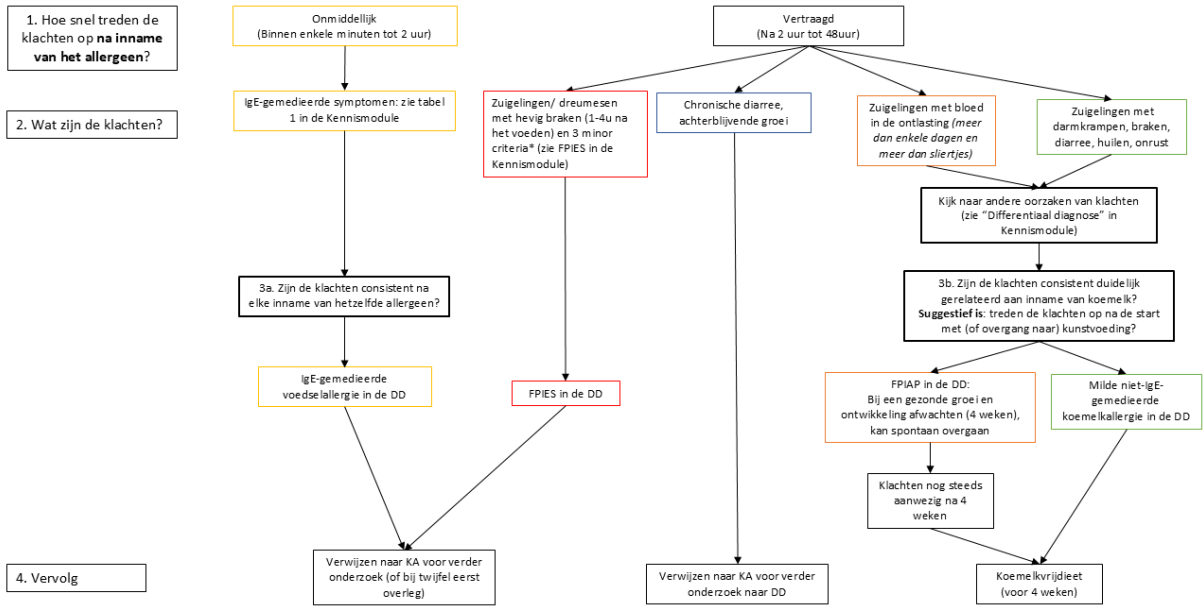 1. Hoe snel treden de
klachten op na inname
van het allergeen?
Onmiddellijk
(Binnen enkele minuten tot 2 uur)
Vertraagd
(Na 2 uur tot 48uur)
2. Wat zijn de klachten?
IgE-gemedieerde symptomen: zie tabel
1 in de Kennismodule
Zuigelingen/ dreumesen
met hevig braken (1-4u na
het voeden) en 3 minor
criteria* (zie FPIES in de
Kennismodule)
Chronische diarree,
achterblijvende groei
Zuigelingen met bloed
in de ontlasting (meer
dan enkele dagen en
meer dan sliertjes)
Zuigelingen met
darmkrampen, braken,
diarree, huilen, onrust
Kijk naar andere oorzaken van klachten
(zie “Differentiaal diagnose” in
Kennismodule)
3a. Zijn de klachten consistent na
elke inname van hetzelfde allergeen?
3b. Zijn de klachten consistent duidelijk
gerelateerd aan inname van koemelk?
Suggestief is: treden de klachten op na de start
met (of overgang naar) kunstvoeding?
IgE-gemedieerde
voedselallergie in de DD
FPIES in de DD
FPIAP in de DD:
Bij een gezonde groei en
ontwikkeling afwachten (4 weken),
kan spontaan overgaan
Milde niet-IgE-
gemedieerde
koemelkallergie in de DD
Klachten nog steeds
aanwezig na 4
weken
4. Vervolg
Verwijzen naar KA voor verder
onderzoek (of bij twijfel eerst
overleg)
Verwijzen naar KA voor verder
onderzoek naar DD
Koemelkvrijdieet
(voor 4 weken)